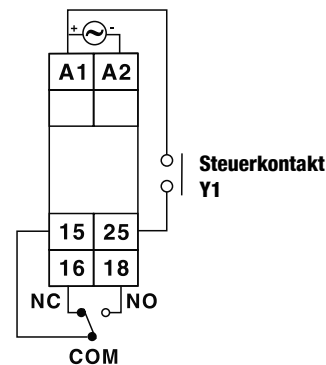 + ~ -
A1 A2
Steuerkontakt
Y1
15 25
16 18
NC NO
COM